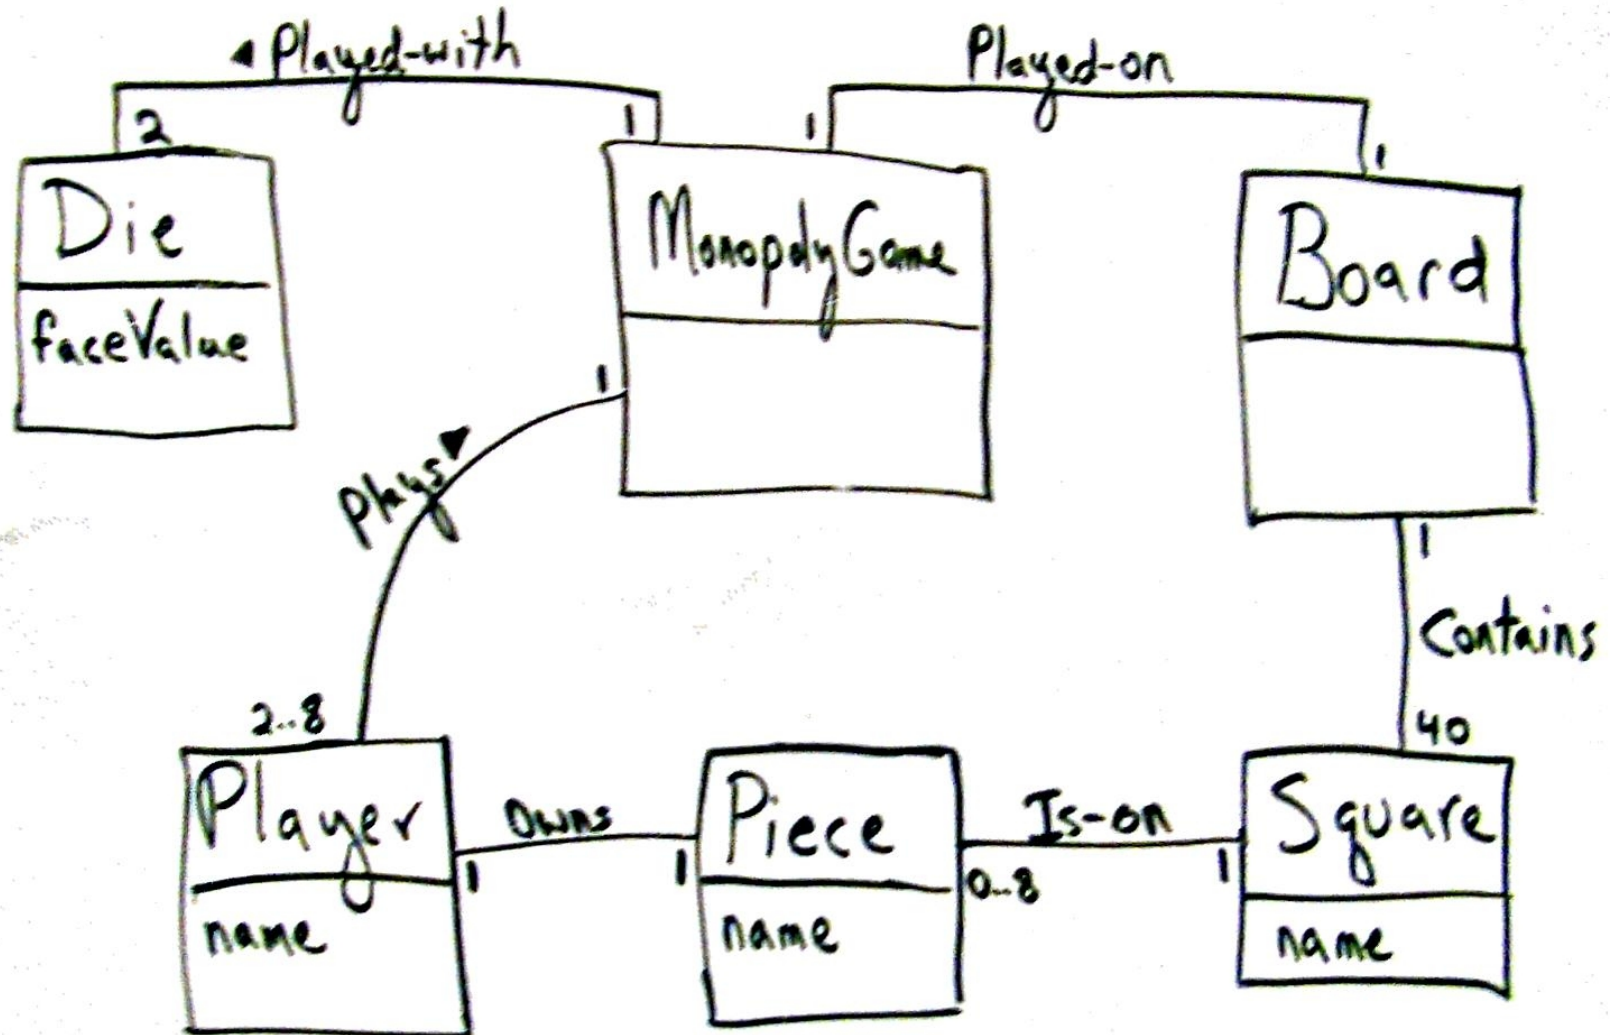 ◄ Played-with
Played-on
2
1
1
1
Die
faceValue
MonopolyGame
Board
1
Plays
1
Contains
2..8
40
Player
name
Owns
1
1
Piece
name
Is-on
0..8
1
Square
name